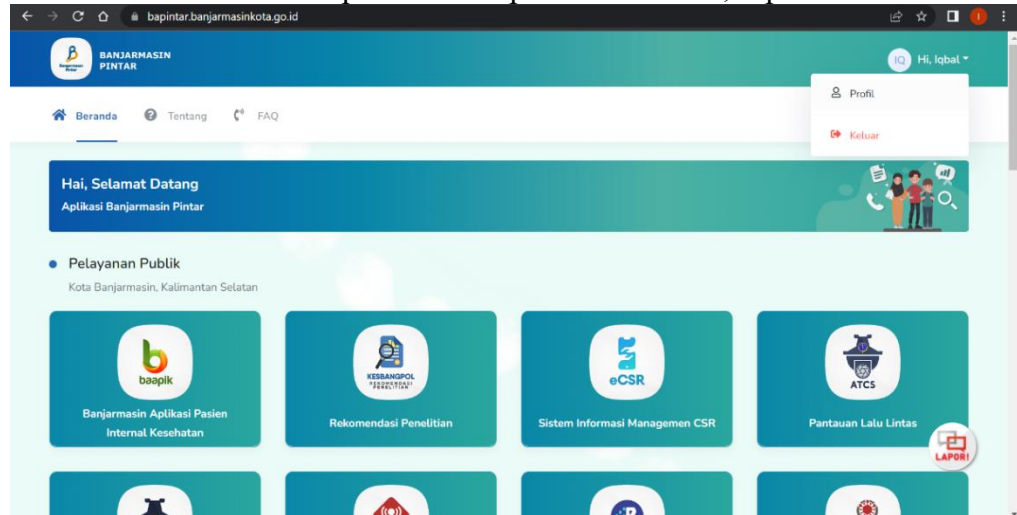 bapintar.banjarmasinkota.go.id
I
Banjarmasin
Pintar
BANJARMASIN
PINTAR
IQ Hi, Iqbal
Profil
Keluar
Beranda Tentang FAQ
Hai, Selamat Datang
Aplikasi Banjarmasin Pintar
Pelayanan Publik
Kota Banjarmasin, Kalimantan Selatan
baapik
Banjarmasin Aplikasi Pasien
Internal Kesehatan
KESBANGPOL
REKOMENDASI
PENELITIAN
Rekomendasi Penelitian
eCSR
Sistem Informasi Managemen CSR
ATCS
Pantauan Lalu Lintas
LAPOR!